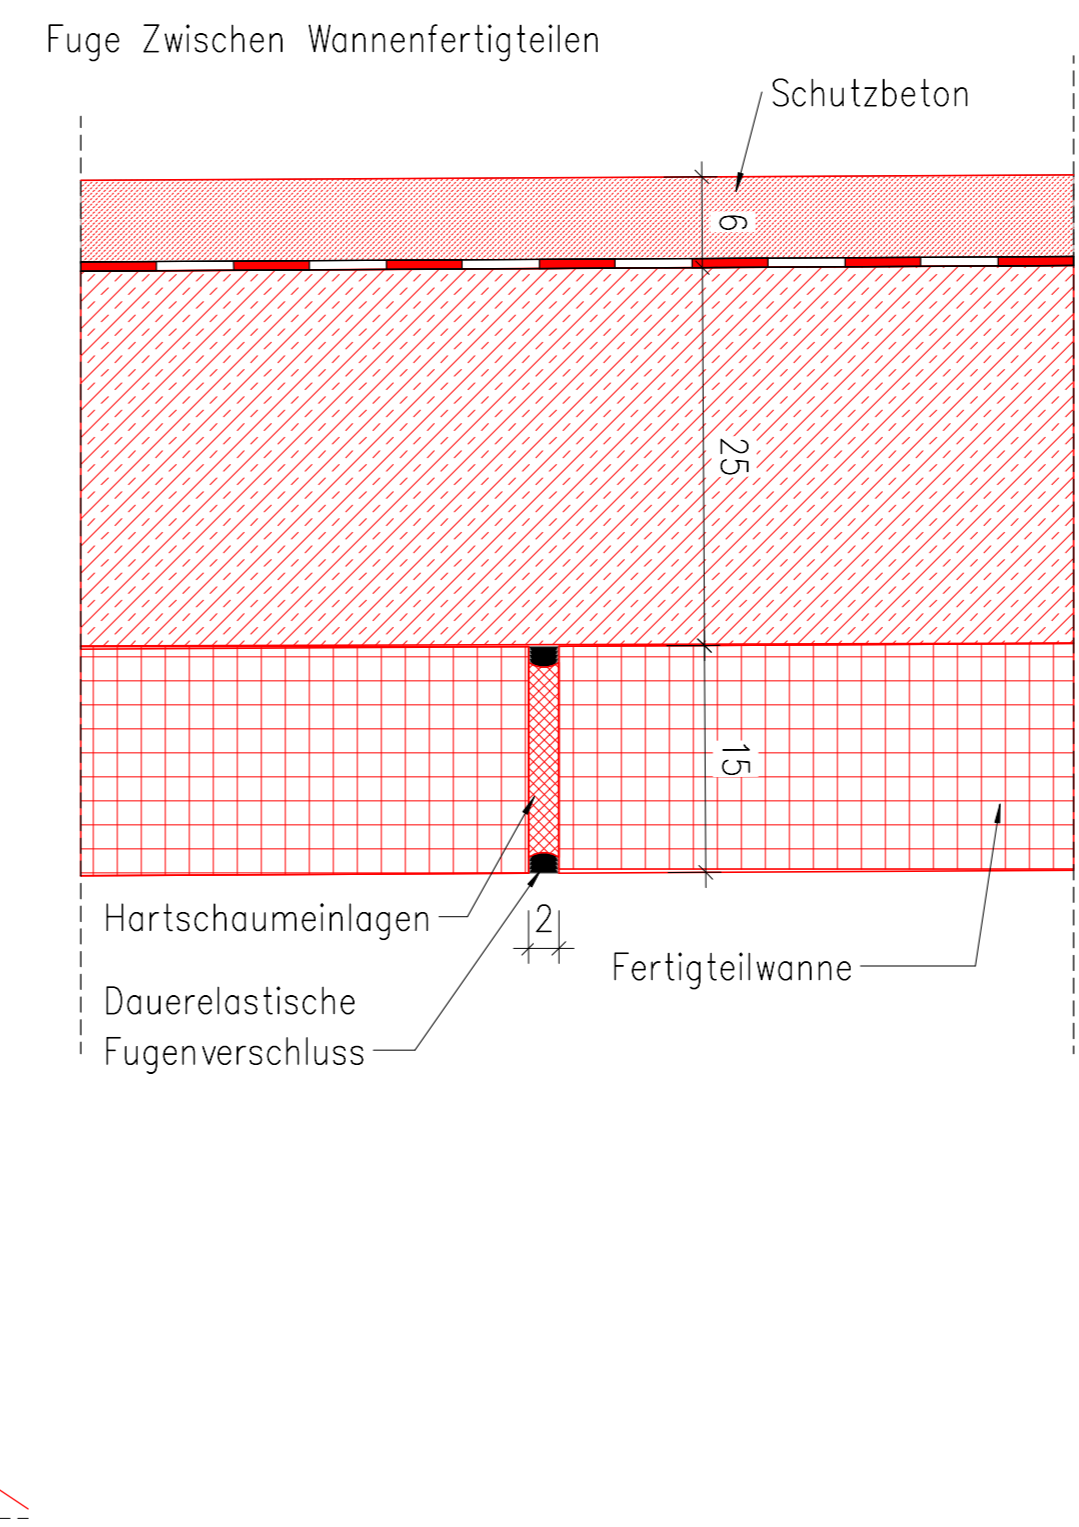 Fuge Zwischen Wannenfertigteilen
Schutzbeton
6
25
15
Hartschaumeinlagen
2
Fertigteilwanne
Dauerelastische
Fugenverschluss